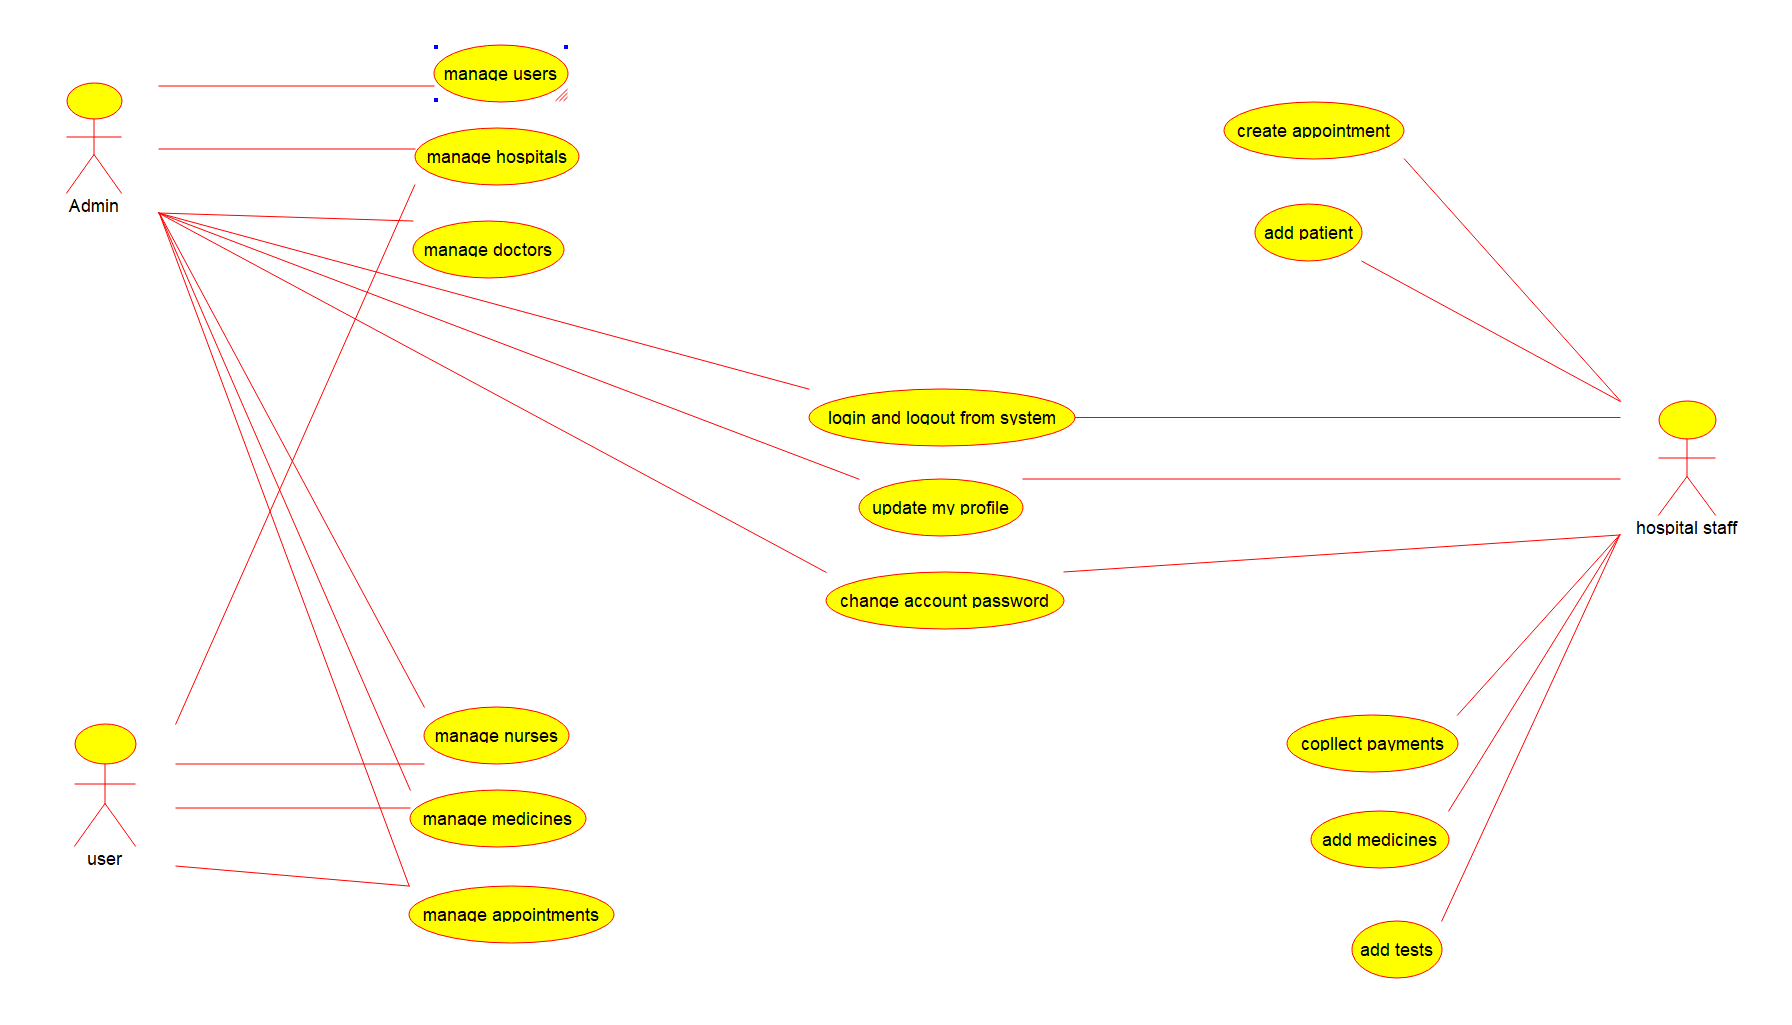 manage users
create appointment
manage hospitals
Admin
add patient
manage doctors
login and logout from system
update my profile
hospital staff
change account password
manage nurses
copllect payments
manage medicines
add medicines
user
manage appointments
add tests